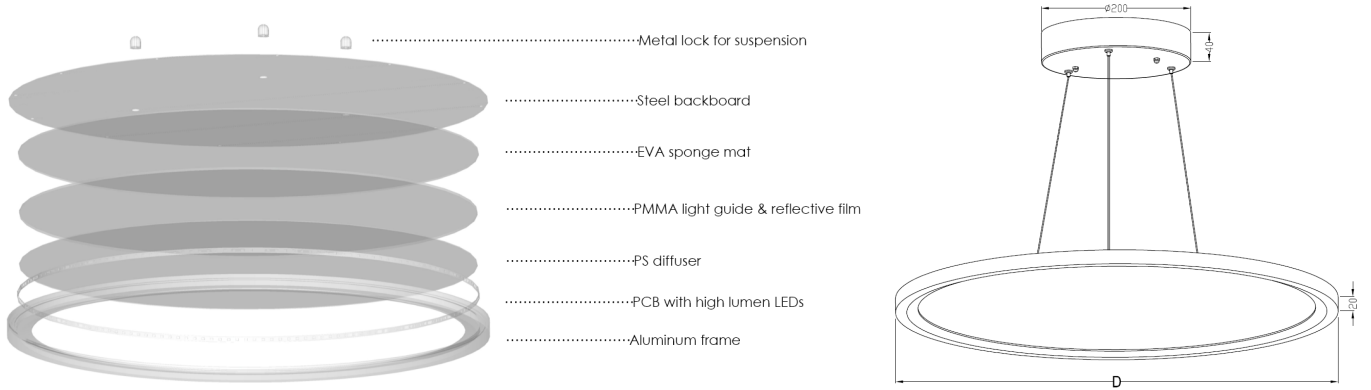 Metal lock for suspension
Steel backboard
EVA sponge mat
PMMA light guide & reflective film
PS diffuser
PCB with high lumen LEDs
Aluminum frame
ø200
40
20
D